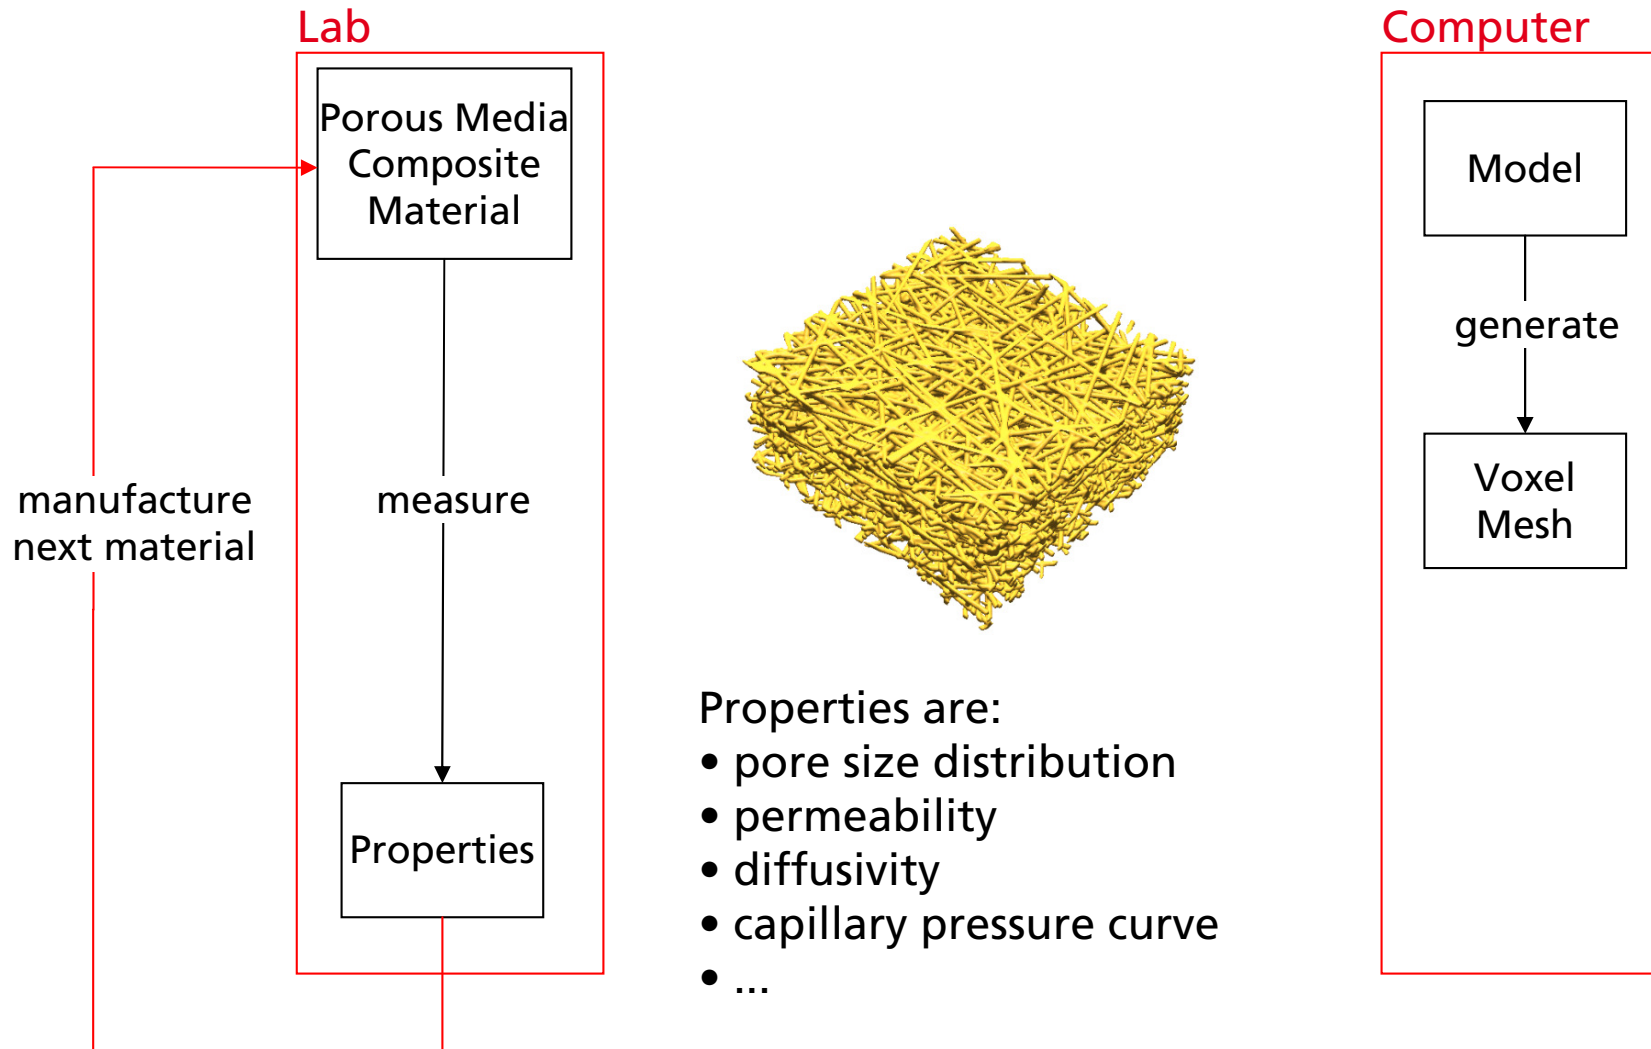 Lab
Porous Media
Composite
Material
manufacture
next material
measure
Properties
Properties are:
• pore size distribution
• permeability
• diffusivity
• capillary pressure curve
• ...
Computer
Model
generate
Voxel
Mesh